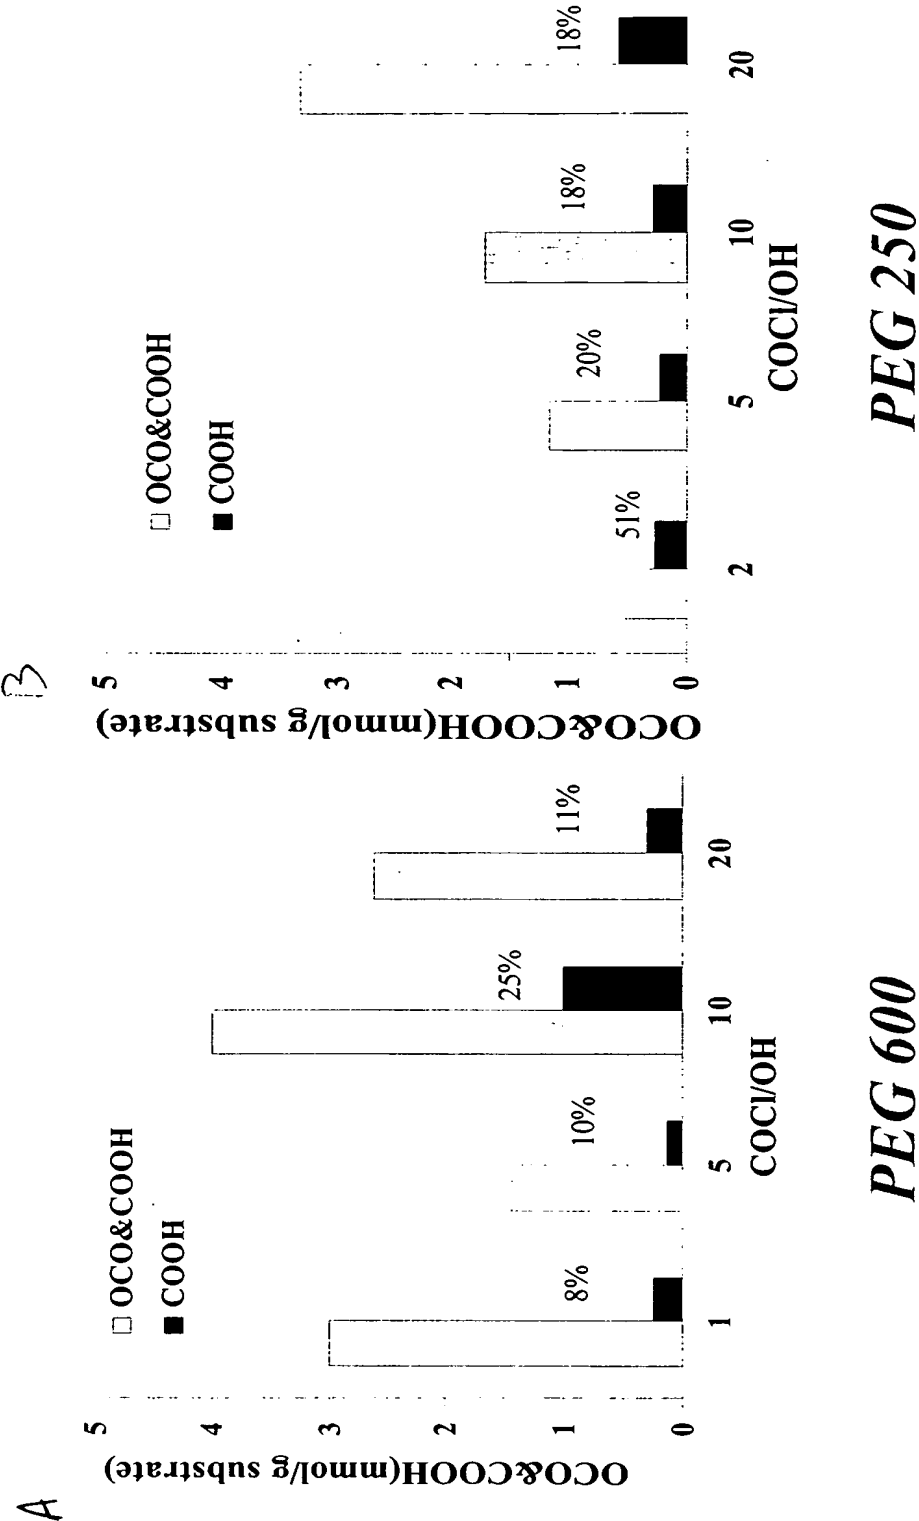 A
OCO&COOH(mmol/g substrate)
5
4
3
2
1
0
OCO&COOH
COOH
8%
10%
25%
11%
1
5
10
20
COCl/OH
PEG 600
B
OCO&COOH(mmol/g substrate)
5
4
3
2
1
0
OCO&COOH
COOH
51%
20%
18%
18%
2
5
10
20
COCl/OH
PEG 250